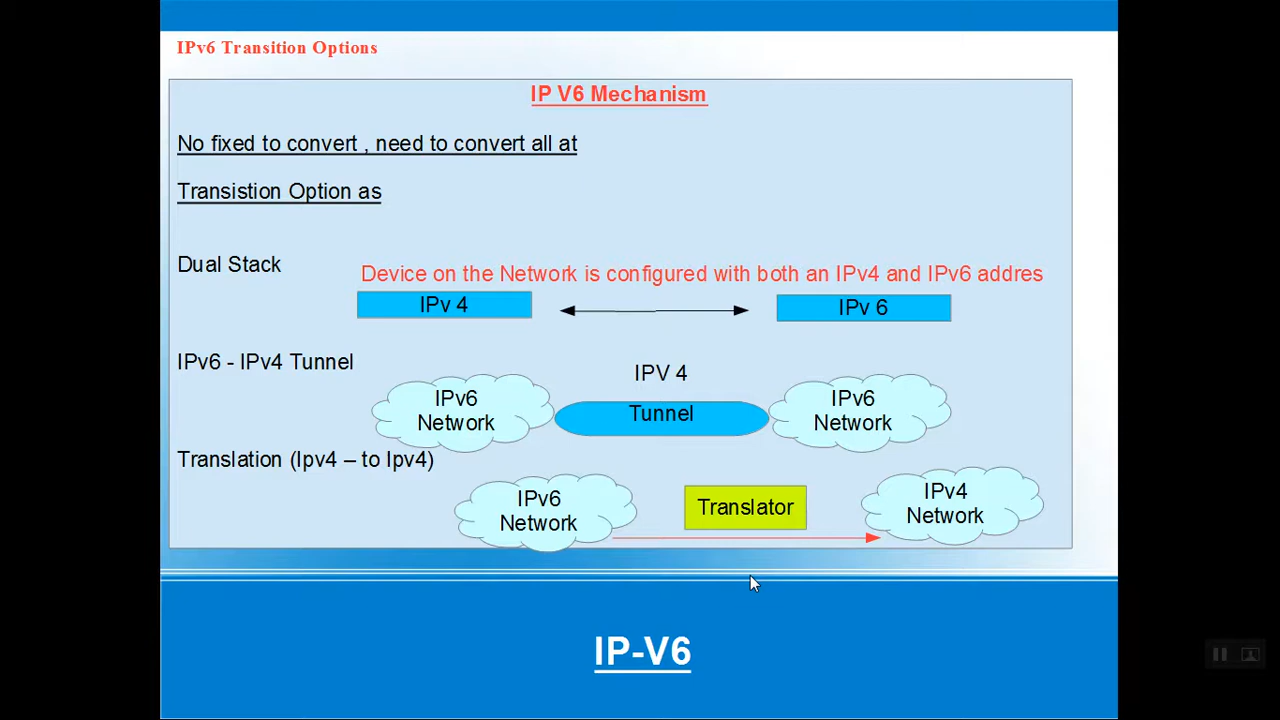 IPv6 Transition Options
IP V6 Mechanism
No fixed to convert , need to convert all at
Transistion Option as
Dual Stack
Device on the Network is configured with both an IPv4 and IPv6 addres
IPv 4
IPv 6
IPv6 - IPv4 Tunnel
IPV 4
IPv6
Network
Tunnel
IPv6
Network
Translation (Ipv4 – to Ipv4)
IPv6
Network
Translator
IPv4
Network
IP-V6